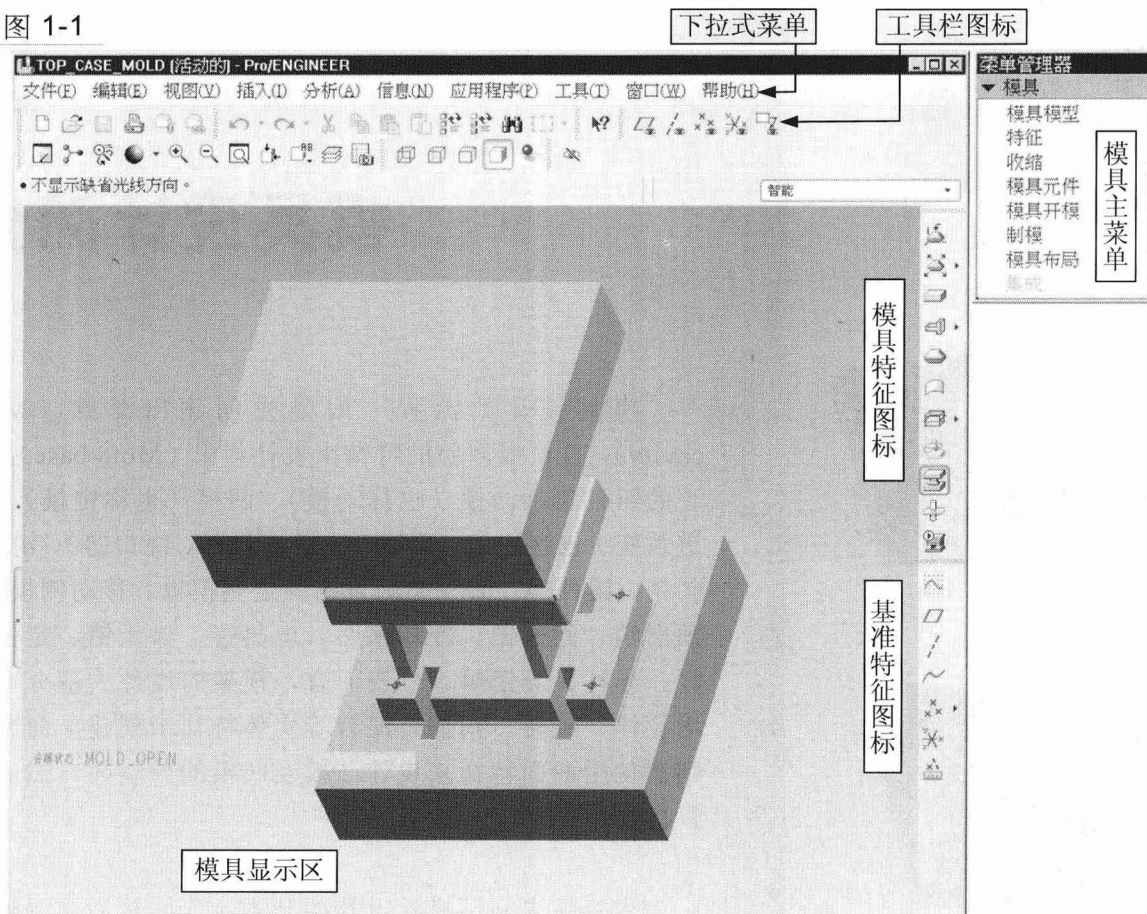 图 1-1
下拉式菜单
工具栏图标
TOP_CASE_MOLD (活动的) - Pro/ENGINEER
文件(F) 编辑(E) 视图(V) 插入(I) 分析(A) 信息(N) 应用程序(P) 工具(T) 窗口(W) 帮助(H)
•不显示缺省光线方向。
智能
菜单管理器
模具
模具模型
特征
收缩
模具元件
模具开模
制模
模具布局
集成
模具主菜单
模具特征图标
基准特征图标
:MOLD_OPEN
模具显示区